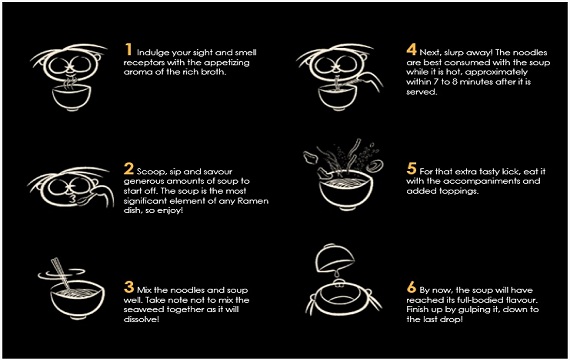 1 Indulge your sight and smell
receptors with the appetizing
aroma of the rich broth.
2 Scoop, sip and savour
generous amounts of soup to
start off. The soup is the most
significant element of any Ramen
dish, so enjoy!
3 Mix the noodles and soup
well. Take note not to mix the
seaweed together as it will
dissolve!
4 Next, slurp away! The noodles
are best consumed with the soup
while it is hot, approximately
within 7 to 8 minutes after it is
served.
5 For that extra tasty kick, eat it
with the accompaniments and
added toppings.
6 By now, the soup will have
reached its full-bodied flavour.
Finish up by gulping it, down to
the last drop!